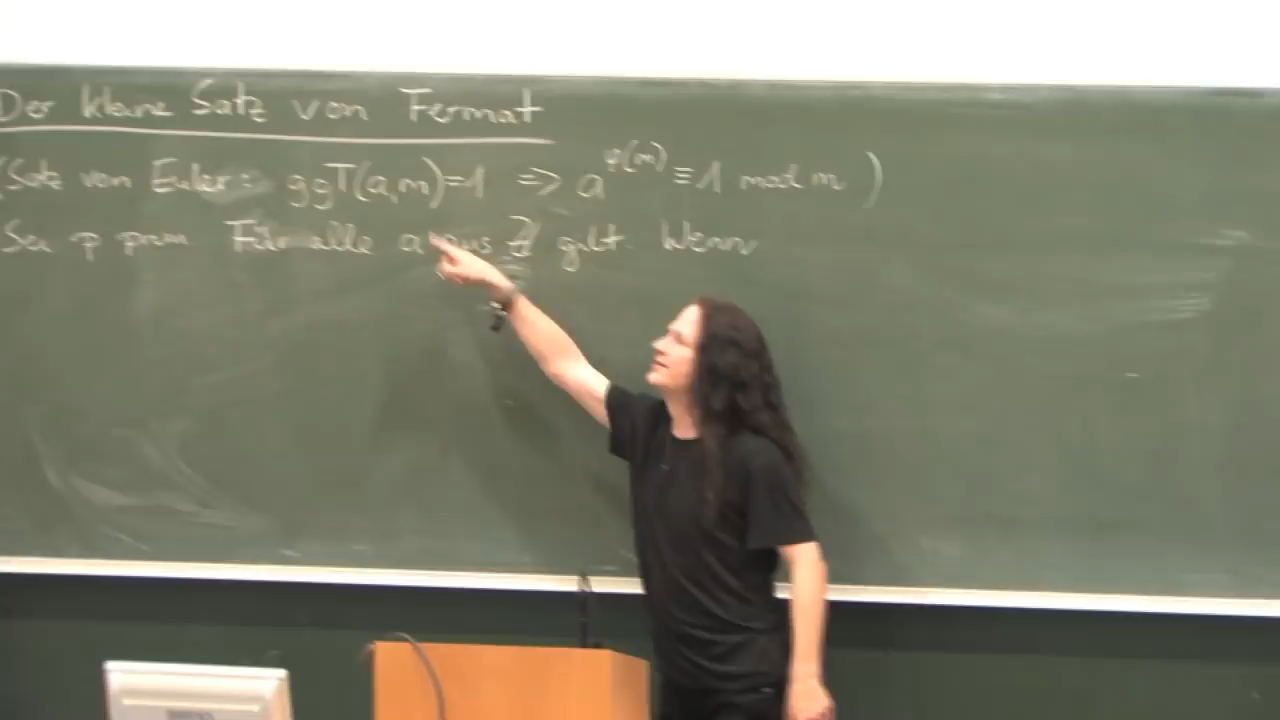 Der kleine Satz von Fermat
(Satz von Euler: ggT(a,m)=1 => a^φ(m) ≡ 1 mod m )
Sei p prim Für alle a aus ℤ gilt: Wenn